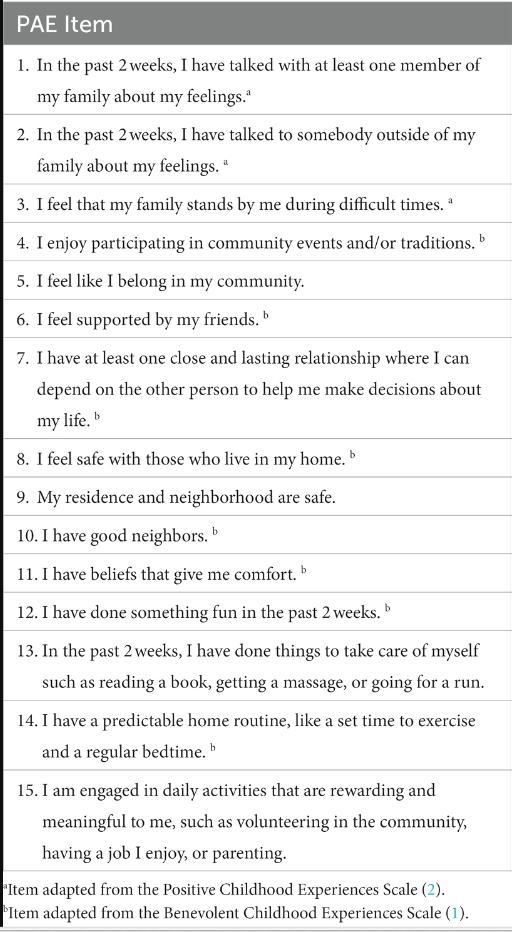 PAE Item
1. In the past 2 weeks, I have talked with at least one member of
my family about my feelings.ᵃ
2. In the past 2 weeks, I have talked to somebody outside of my
family about my feelings. ᵃ
3. I feel that my family stands by me during difficult times. ᵃ
4. I enjoy participating in community events and/or traditions. ᵇ
5. I feel like I belong in my community.
6. I feel supported by my friends. ᵇ
7. I have at least one close and lasting relationship where I can
depend on the other person to help me make decisions about
my life. ᵇ
8. I feel safe with those who live in my home. ᵇ
9. My residence and neighborhood are safe.
10. I have good neighbors. ᵇ
11. I have beliefs that give me comfort. ᵇ
12. I have done something fun in the past 2 weeks. ᵇ
13. In the past 2 weeks, I have done things to take care of myself
such as reading a book, getting a massage, or going for a run.
14. I have a predictable home routine, like a set time to exercise
and a regular bedtime. ᵇ
15. I am engaged in daily activities that are rewarding and
meaningful to me, such as volunteering in the community,
having a job I enjoy, or parenting.
ᵃItem adapted from the Positive Childhood Experiences Scale (2).
ᵇItem adapted from the Benevolent Childhood Experiences Scale (1).